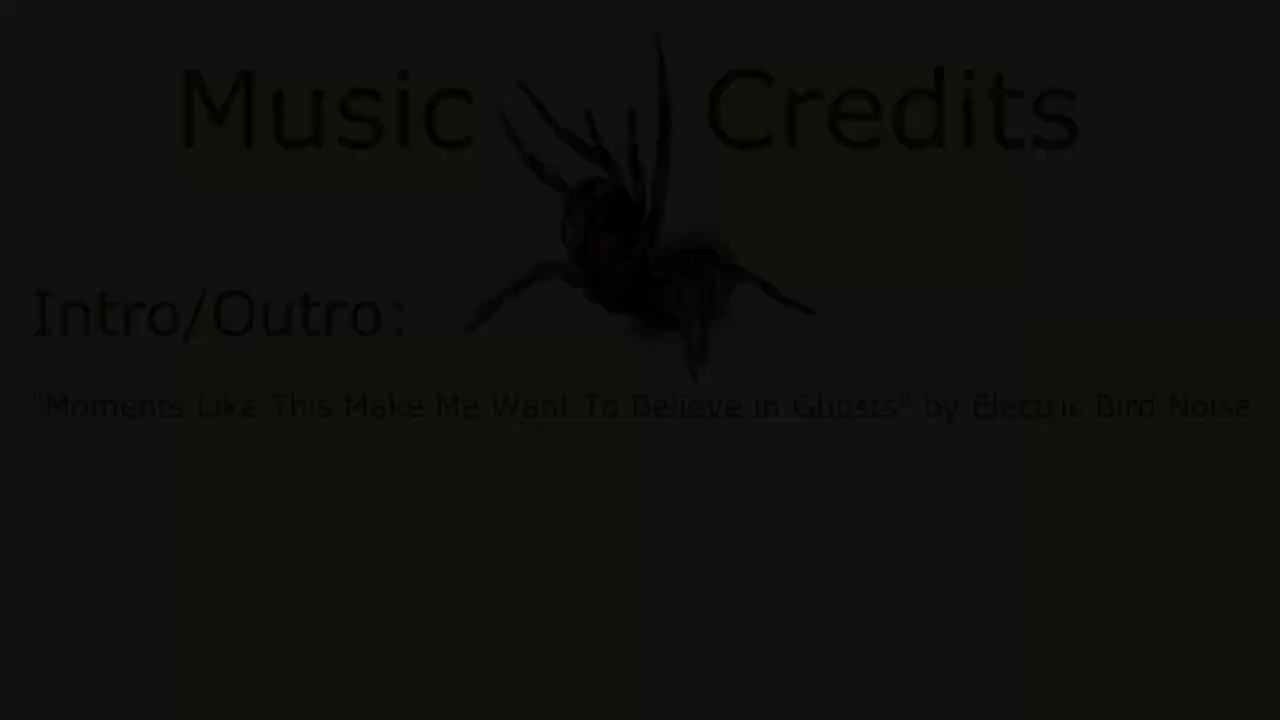 Music Credits
Intro/Outro:
"Moments Like This Make Me Want To Believe in Ghosts" by Electric Bird Noise